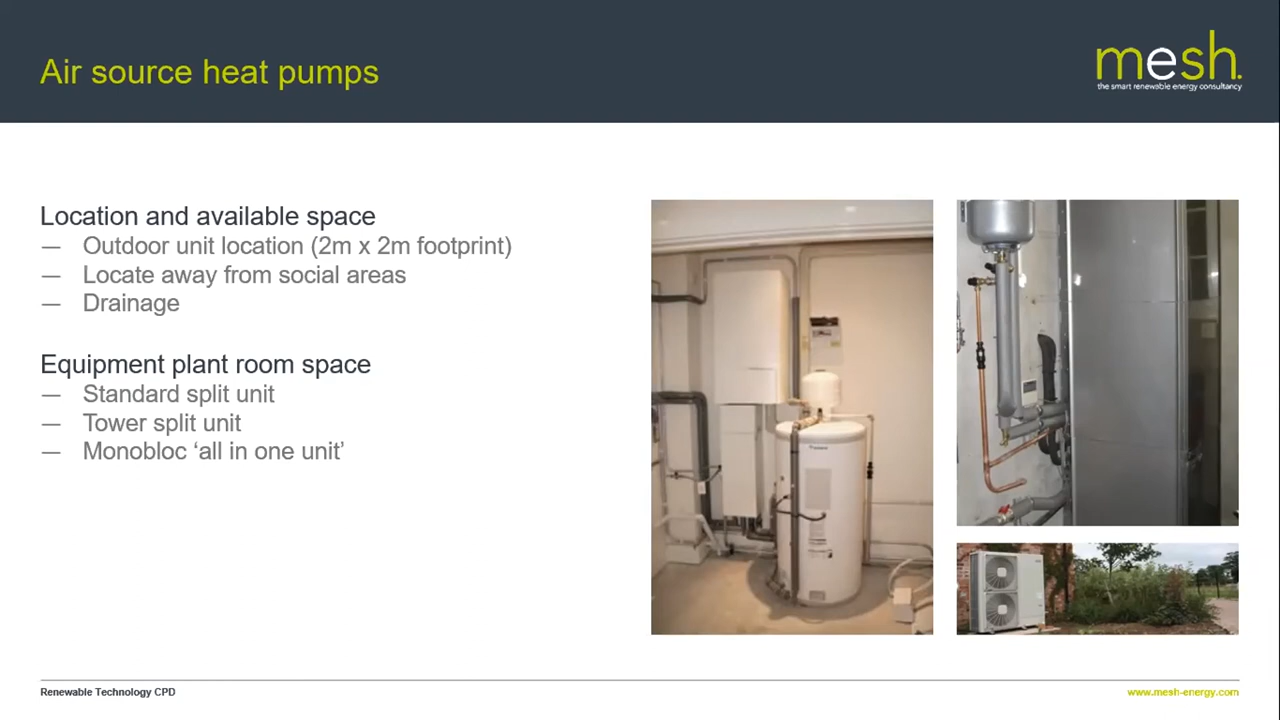 Air source heat pumps
mesh.
the smart renewable energy consultancy
Location and available space
— Outdoor unit location (2m x 2m footprint)
— Locate away from social areas
— Drainage
Equipment plant room space
— Standard split unit
— Tower split unit
— Monobloc ‘all in one unit’
Renewable Technology CPD
www.mesh-energy.com